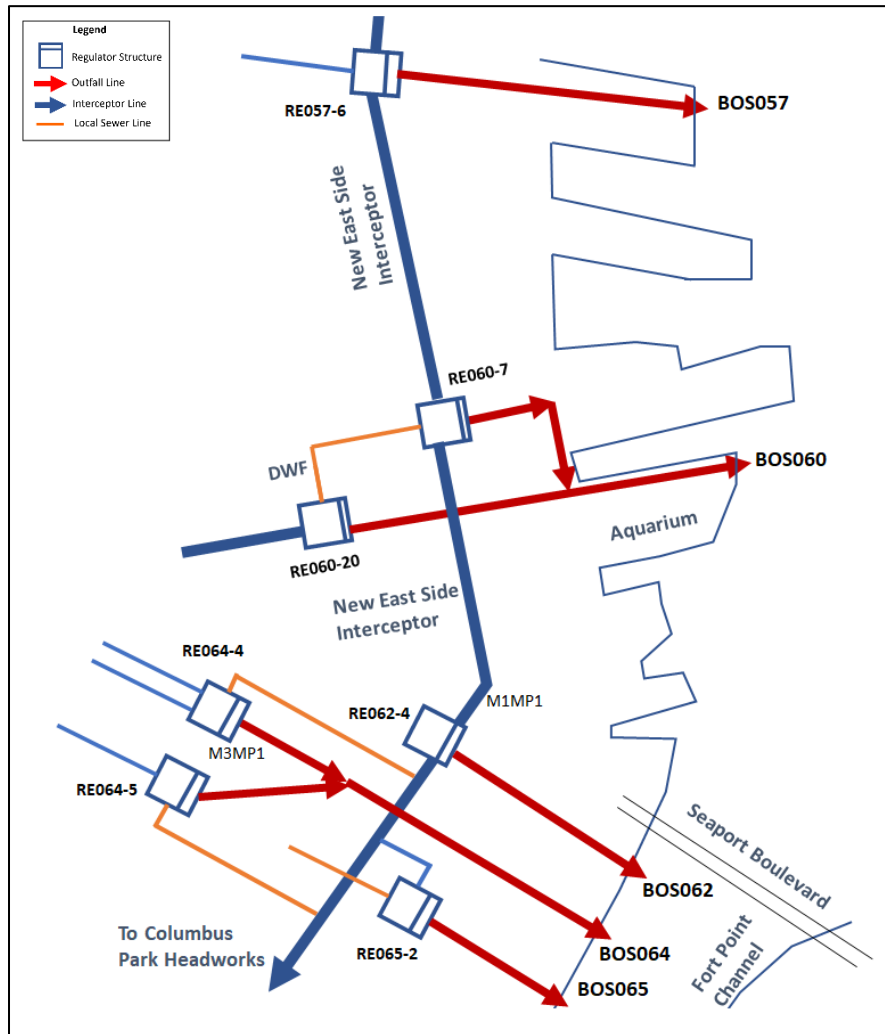 Legend
Regulator Structure
Outfall Line
Interceptor Line
Local Sewer Line
RE057-6
BOS057
New East Side
Interceptor
RE060-7
DWF
BOS060
RE060-20
Aquarium
New East Side
Interceptor
RE064-4
RE062-4
M1MP1
M3MP1
RE064-5
Seaport Boulevard
BOS062
To Columbus
Park Headworks
RE065-2
BOS064
Fort Point
Channel
BOS065